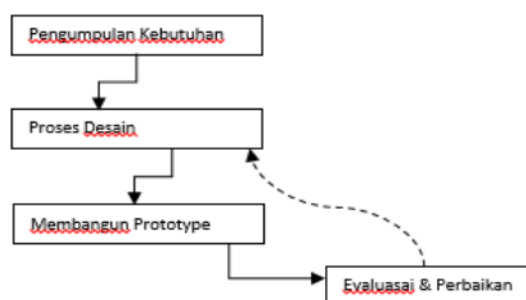 Pengumpulan Kebutuhan
Proses Desain
Membangun Prototype
Evaluasai & Perbaikan